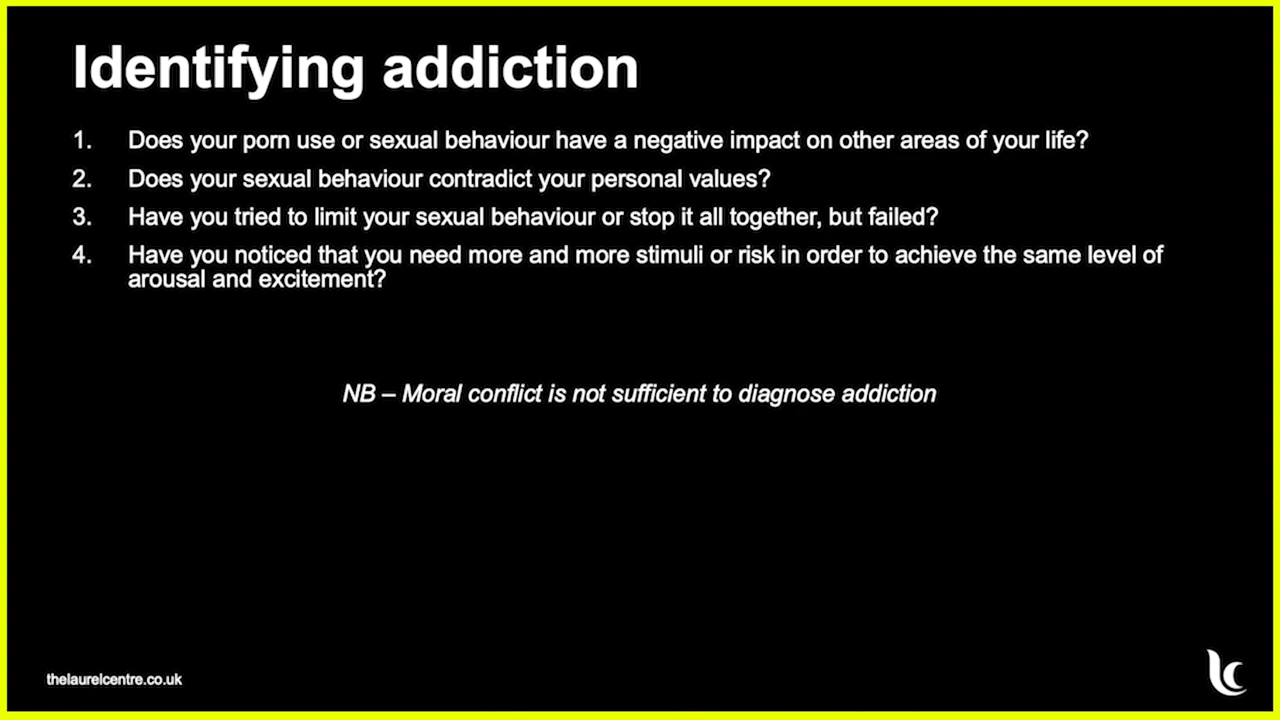 Identifying addiction
1. Does your porn use or sexual behaviour have a negative impact on other areas of your life?
2. Does your sexual behaviour contradict your personal values?
3. Have you tried to limit your sexual behaviour or stop it all together, but failed?
4. Have you noticed that you need more and more stimuli or risk in order to achieve the same level of
arousal and excitement?
NB – Moral conflict is not sufficient to diagnose addiction
thelaurelcentre.co.uk